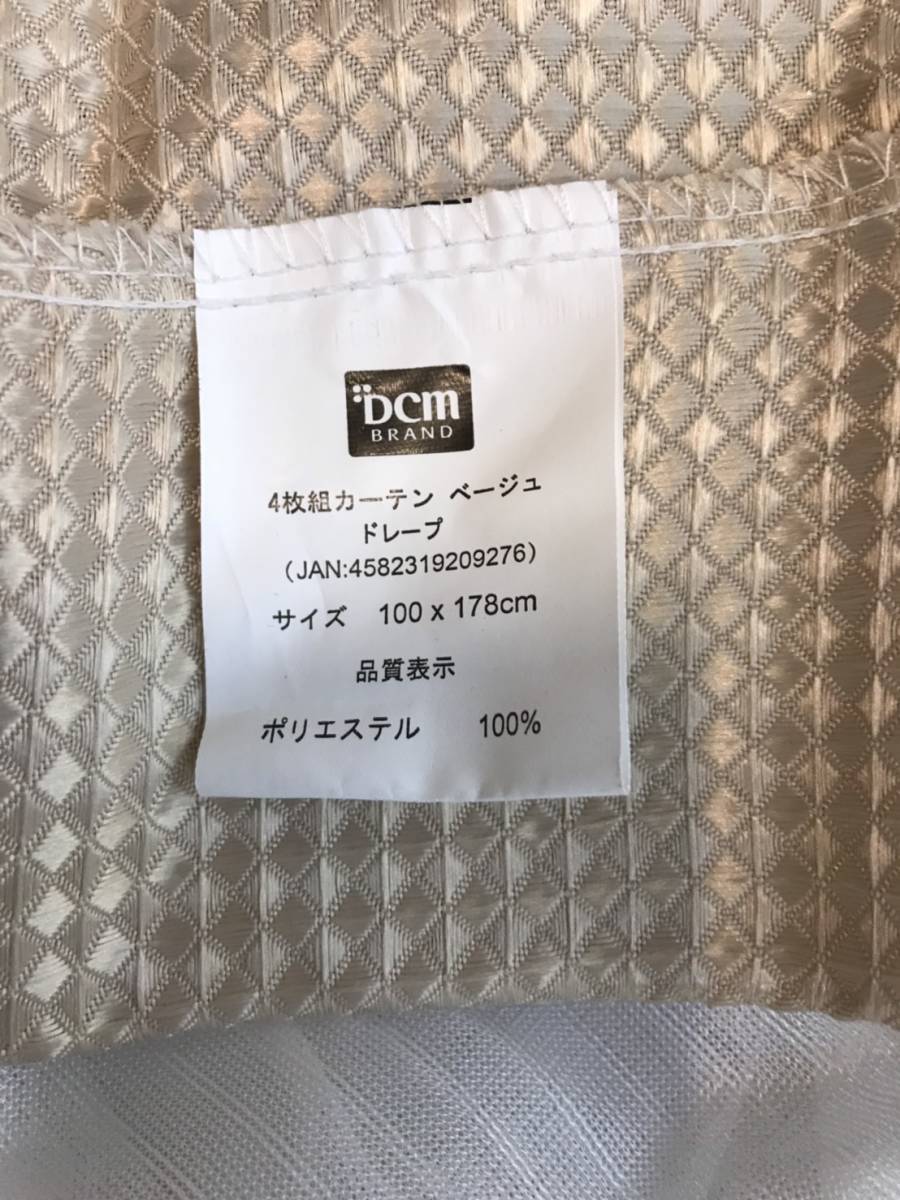 DCM
BRAND
4枚組カーテン ベージュ
ドレープ
（JAN:4582319209276）
サイズ 100 x 178cm
品質表示
ポリエステル 100%